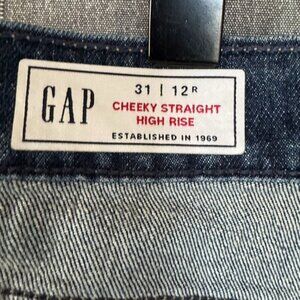 GAP
31 | 12R
CHEEKY STRAIGHT
HIGH RISE
ESTABLISHED IN 1969